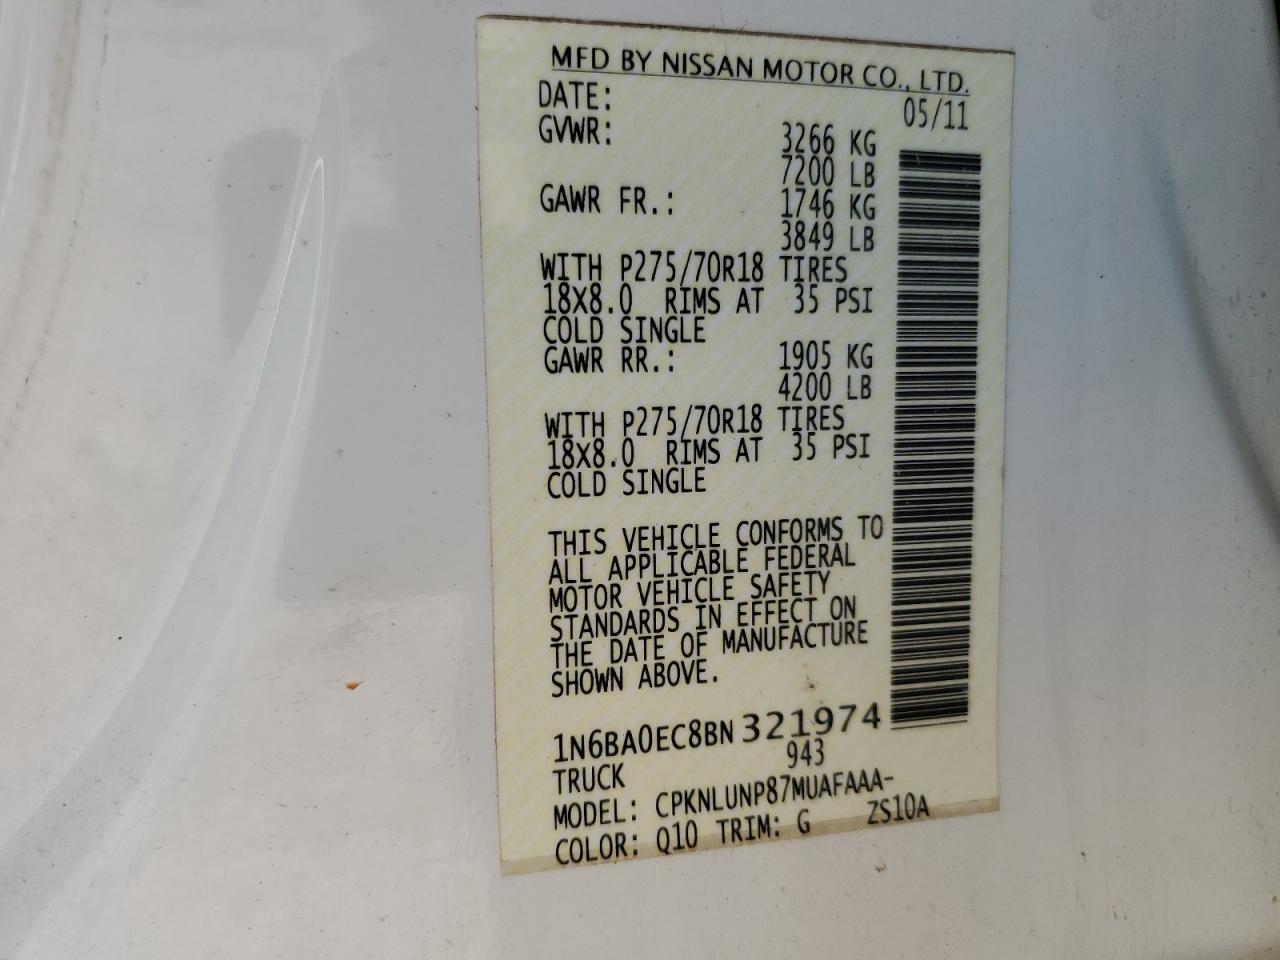 MFD BY NISSAN MOTOR CO., LTD.
DATE: 05/11
GVWR: 3266 KG
7200 LB
GAWR FR.: 1746 KG
3849 LB
WITH P275/70R18 TIRES
18X8.0 RIMS AT 35 PSI
COLD SINGLE
GAWR RR.: 1905 KG
4200 LB
WITH P275/70R18 TIRES
18X8.0 RIMS AT 35 PSI
COLD SINGLE
THIS VEHICLE CONFORMS TO
ALL APPLICABLE FEDERAL
MOTOR VEHICLE SAFETY
STANDARDS IN EFFECT ON
THE DATE OF MANUFACTURE
SHOWN ABOVE.
1N6BA0EC8BN321974
TRUCK 943
MODEL: CPKNLUNP87MUAFAAA-
COLOR: Q10 TRIM: G ZS10A